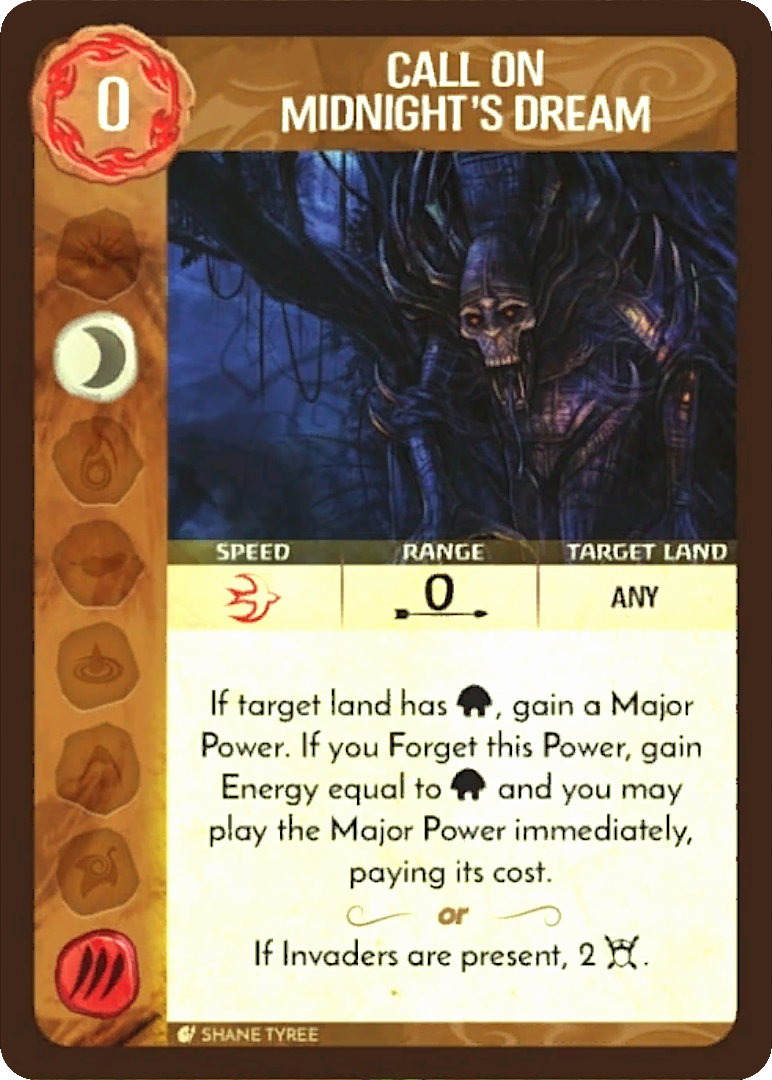 0
CALL ON
MIDNIGHT'S DREAM
SPEED RANGE TARGET LAND
0 ANY
If target land has , gain a Major
Power. If you Forget this Power, gain
Energy equal to and you may
play the Major Power immediately,
paying its cost.
or
If Invaders are present, 2 .
SHANE TYREE